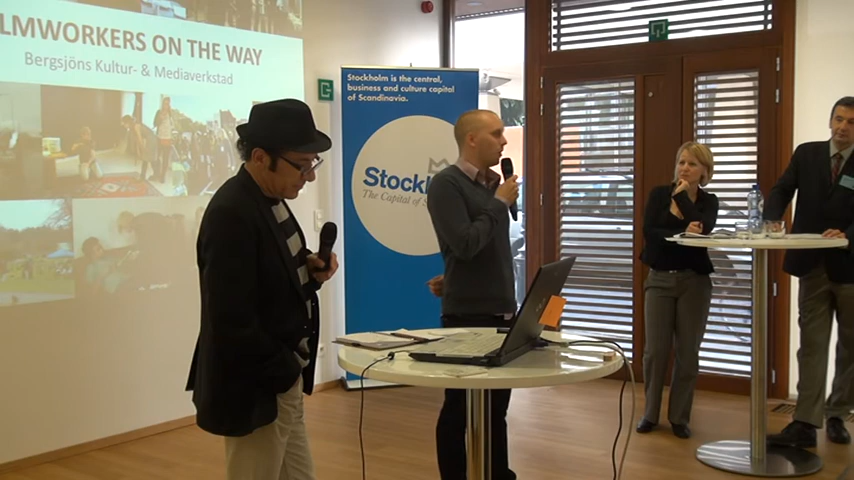 LMWORKERS ON THE WAY
Bergsjöns Kultur- & Mediaverkstad
Stockholm is the central,
business and culture capital
of Scandinavia.
Stockh
The Capital of S